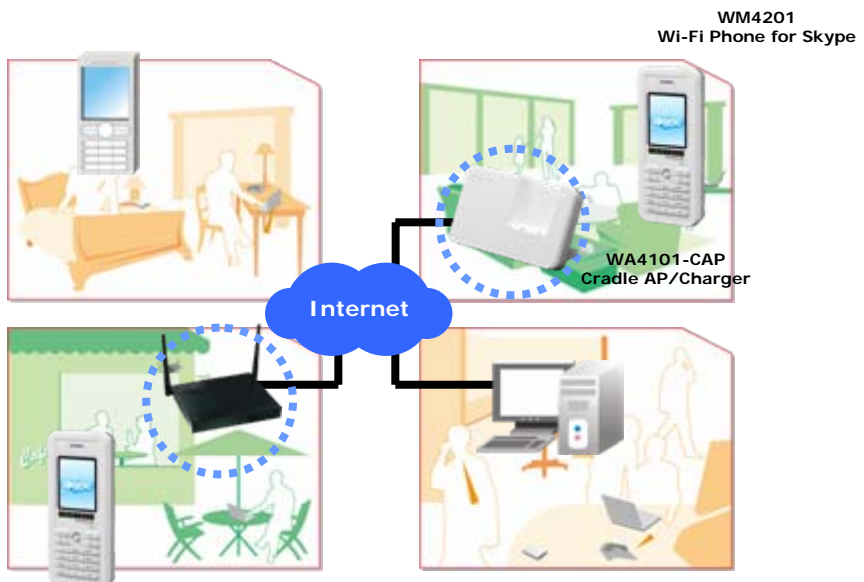 WM4201
Wi-Fi Phone for Skype
WA4101-CAP
Cradle AP/Charger
Internet